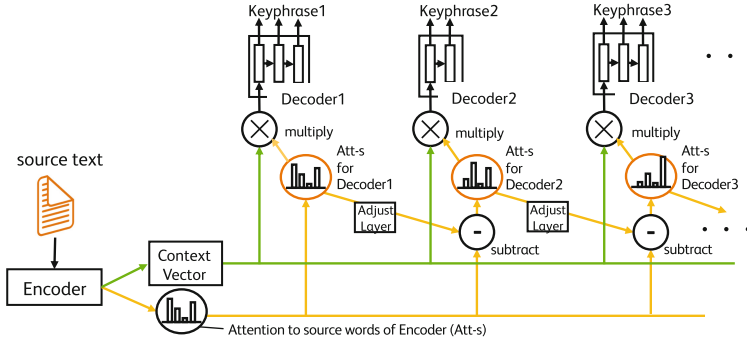 Keyphrase1
Keyphrase2
Keyphrase3
Decoder1
Decoder2
Decoder3
multiply
multiply
multiply
source text
Att-s
for
Decoder1
Att-s
for
Decoder2
Att-s
for
Decoder3
Adjust
Layer
Adjust
Layer
-
-
subtract
subtract
Context
Vector
Encoder
Attention to source words of Encoder (Att-s)